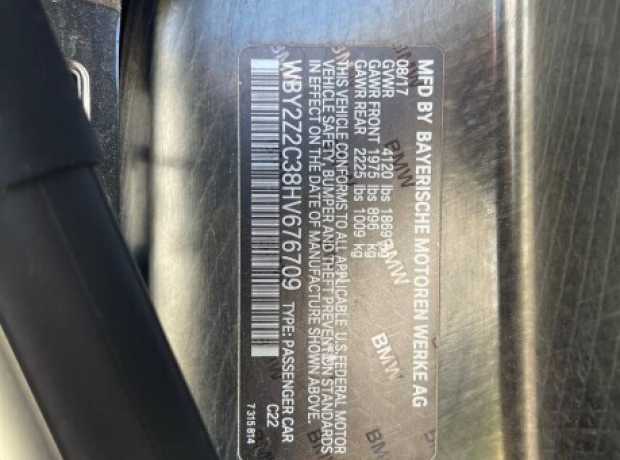 MFD BY BAYERISCHE MOTOREN WERKE AG
08/17
GVWR 4120 lbs 1869 kg
GAWR FRONT 1975 lbs 896 kg
GAWR REAR 2225 lbs 1009 kg
THIS VEHICLE CONFORMS TO ALL APPLICABLE U.S. FEDERAL MOTOR
VEHICLE SAFETY, BUMPER AND THEFT PREVENTION STANDARDS
IN EFFECT ON THE DATE OF MANUFACTURE SHOWN ABOVE.
WBY2Z2C38HV676709 TYPE: PASSENGER CAR
C22
7 315 814
BMW
BMW
BMW